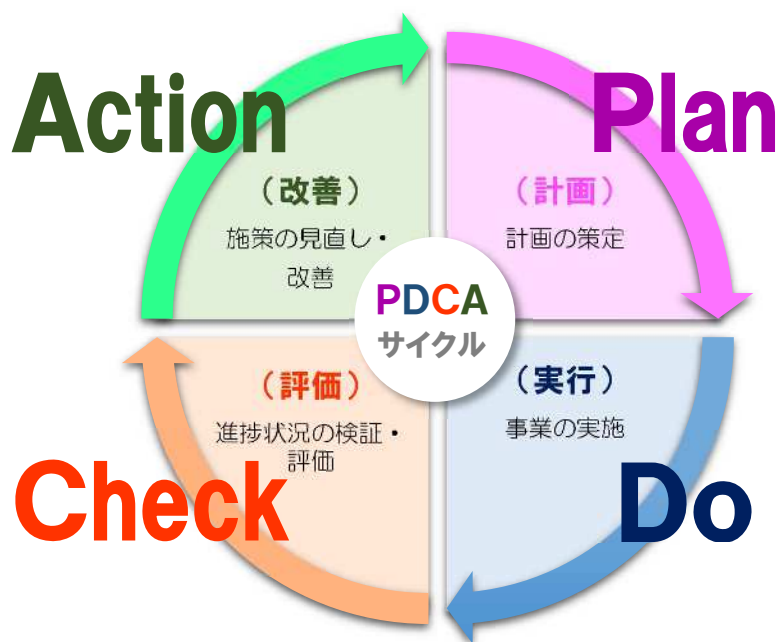 Action
（改善）
施策の見直し・
改善
Plan
（計画）
計画の策定
PDCA
サイクル
Check
（評価）
進捗状況の検証・
評価
Do
（実行）
事業の実施